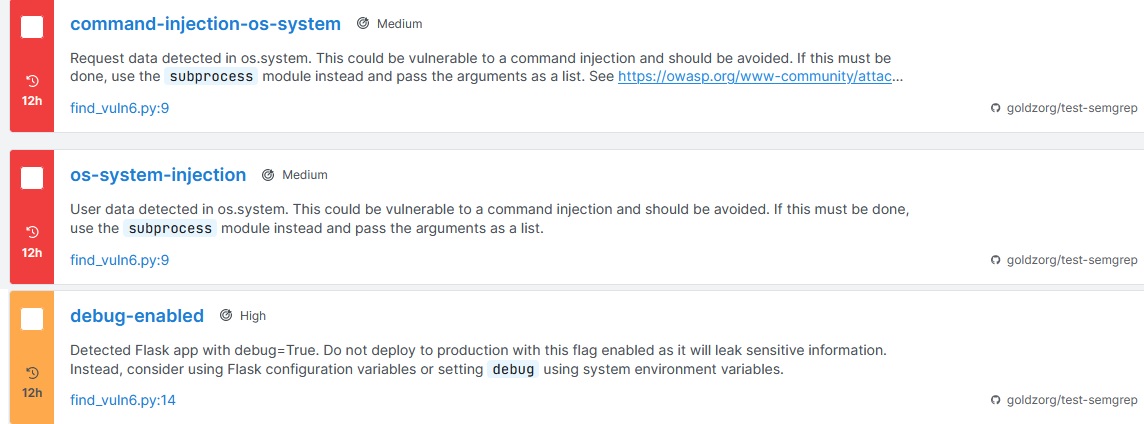 command-injection-os-system Medium
Request data detected in os.system. This could be vulnerable to a command injection and should be avoided. If this must be
done, use the subprocess module instead and pass the arguments as a list. See https://owasp.org/www-community/attac...
12h
find_vuln6.py:9 goldzorg/test-semgrep
os-system-injection Medium
User data detected in os.system. This could be vulnerable to a command injection and should be avoided. If this must be done,
use the subprocess module instead and pass the arguments as a list.
12h
find_vuln6.py:9 goldzorg/test-semgrep
debug-enabled High
Detected Flask app with debug=True. Do not deploy to production with this flag enabled as it will leak sensitive information.
Instead, consider using Flask configuration variables or setting debug using system environment variables.
12h
find_vuln6.py:14 goldzorg/test-semgrep